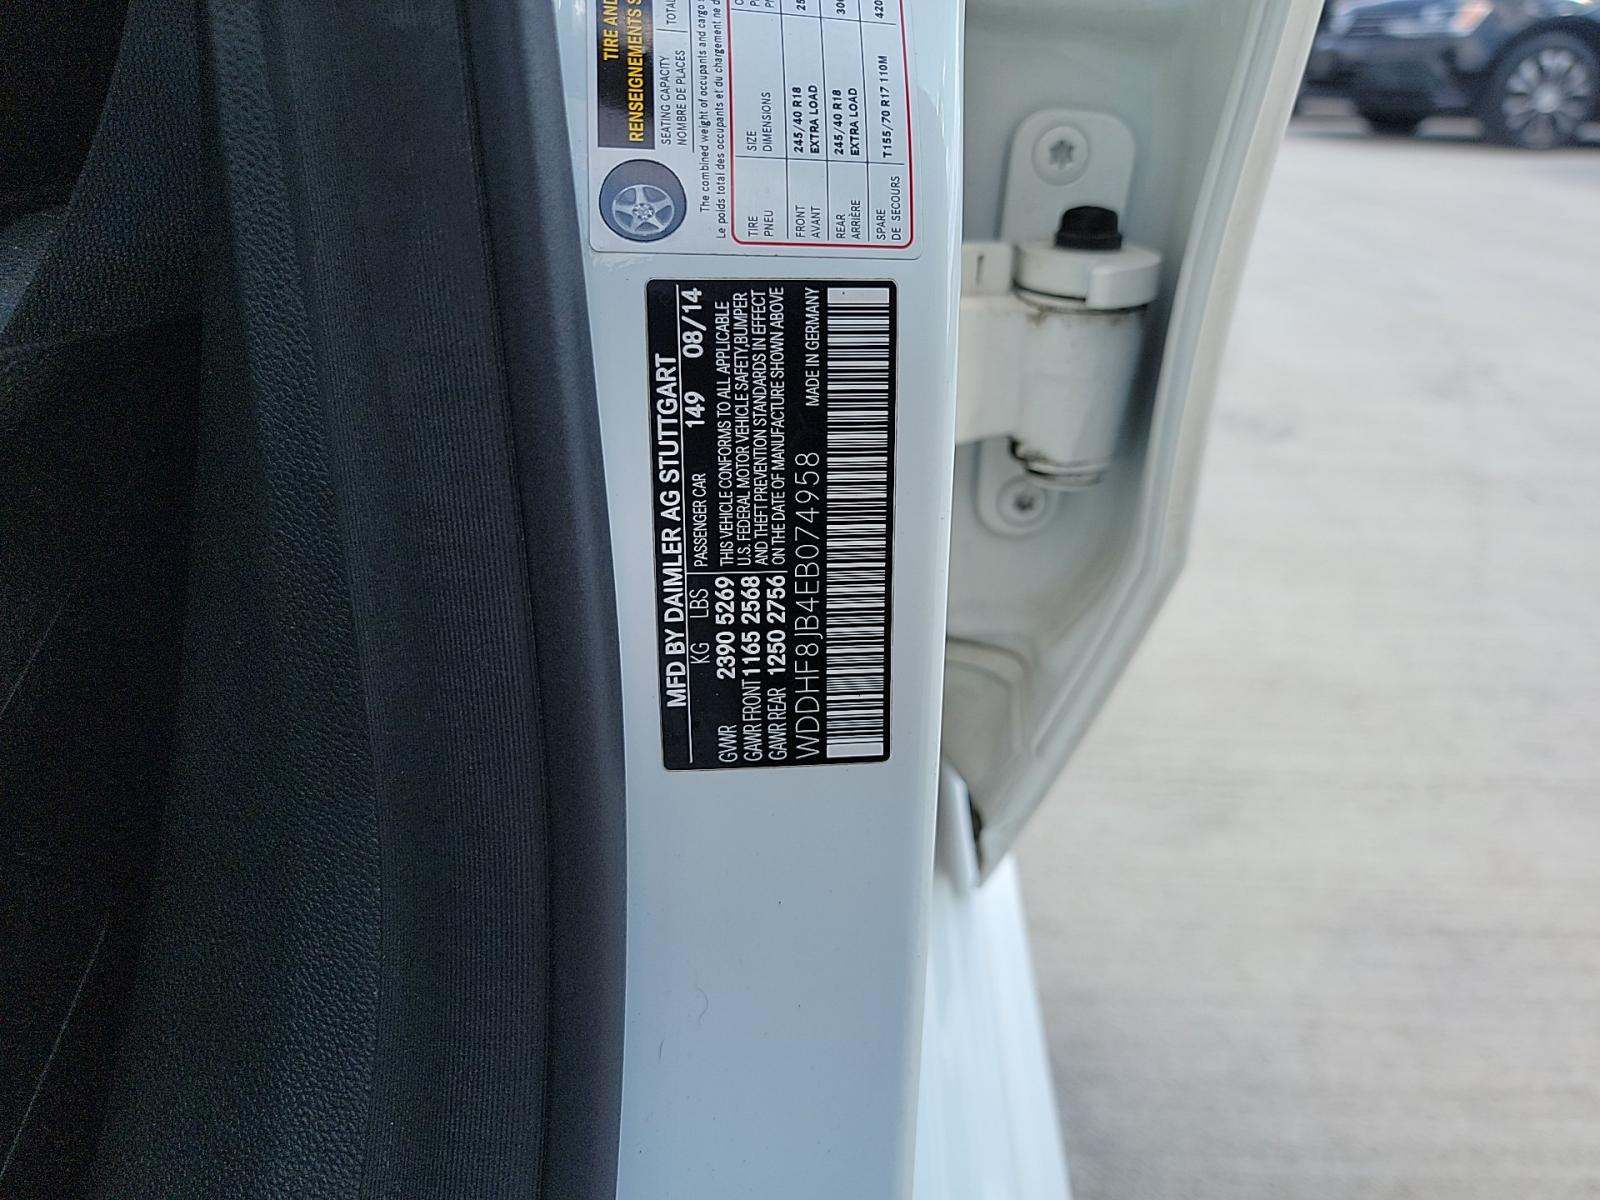 TIRE AND
RENSEIGNEMENTS S
SEATING CAPACITY
NOMBRE DE PLACES
The combined weight of occupants and cargo
Le poids total des occupants et du chargement ne
TIRE SIZE
PNEU DIMENSIONS
FRONT 245/40 R18
AVANT EXTRA LOAD
REAR 245/40 R18
ARRIÈRE EXTRA LOAD
SPARE T155/70 R17 110M
DE SECOURS
MFD BY DAIMLER AG STUTTGART
KG LBS PASSENGER CAR 149 08/14
GVWR 2390 5269 THIS VEHICLE CONFORMS TO ALL APPLICABLE
GAWR FRONT 1165 2568 U.S. FEDERAL MOTOR VEHICLE SAFETY, BUMPER
GAWR REAR 1250 2756 AND THEFT PREVENTION STANDARDS IN EFFECT
ON THE DATE OF MANUFACTURE SHOWN ABOVE
WDDHF8JB4EB074958 MADE IN GERMANY